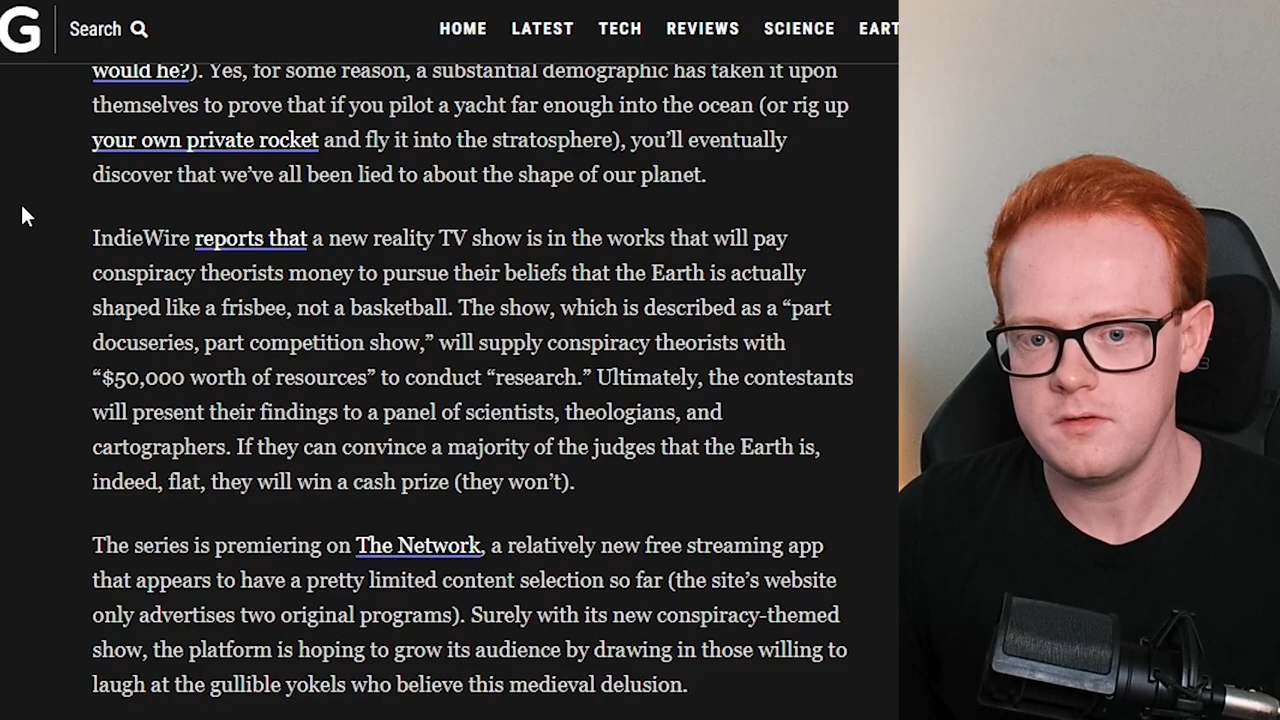 G
Search
HOME LATEST TECH REVIEWS SCIENCE EART
would he?). Yes, for some reason, a substantial demographic has taken it upon
themselves to prove that if you pilot a yacht far enough into the ocean (or rig up
your own private rocket and fly it into the stratosphere), you’ll eventually
discover that we’ve all been lied to about the shape of our planet.
IndieWire reports that a new reality TV show is in the works that will pay
conspiracy theorists money to pursue their beliefs that the Earth is actually
shaped like a frisbee, not a basketball. The show, which is described as a “part
docuseries, part competition show,” will supply conspiracy theorists with
“$50,000 worth of resources” to conduct “research.” Ultimately, the contestants
will present their findings to a panel of scientists, theologians, and
cartographers. If they can convince a majority of the judges that the Earth is,
indeed, flat, they will win a cash prize (they won’t).
The series is premiering on The Network, a relatively new free streaming app
that appears to have a pretty limited content selection so far (the site’s website
only advertises two original programs). Surely with its new conspiracy-themed
show, the platform is hoping to grow its audience by drawing in those willing to
laugh at the gullible yokels who believe this medieval delusion.